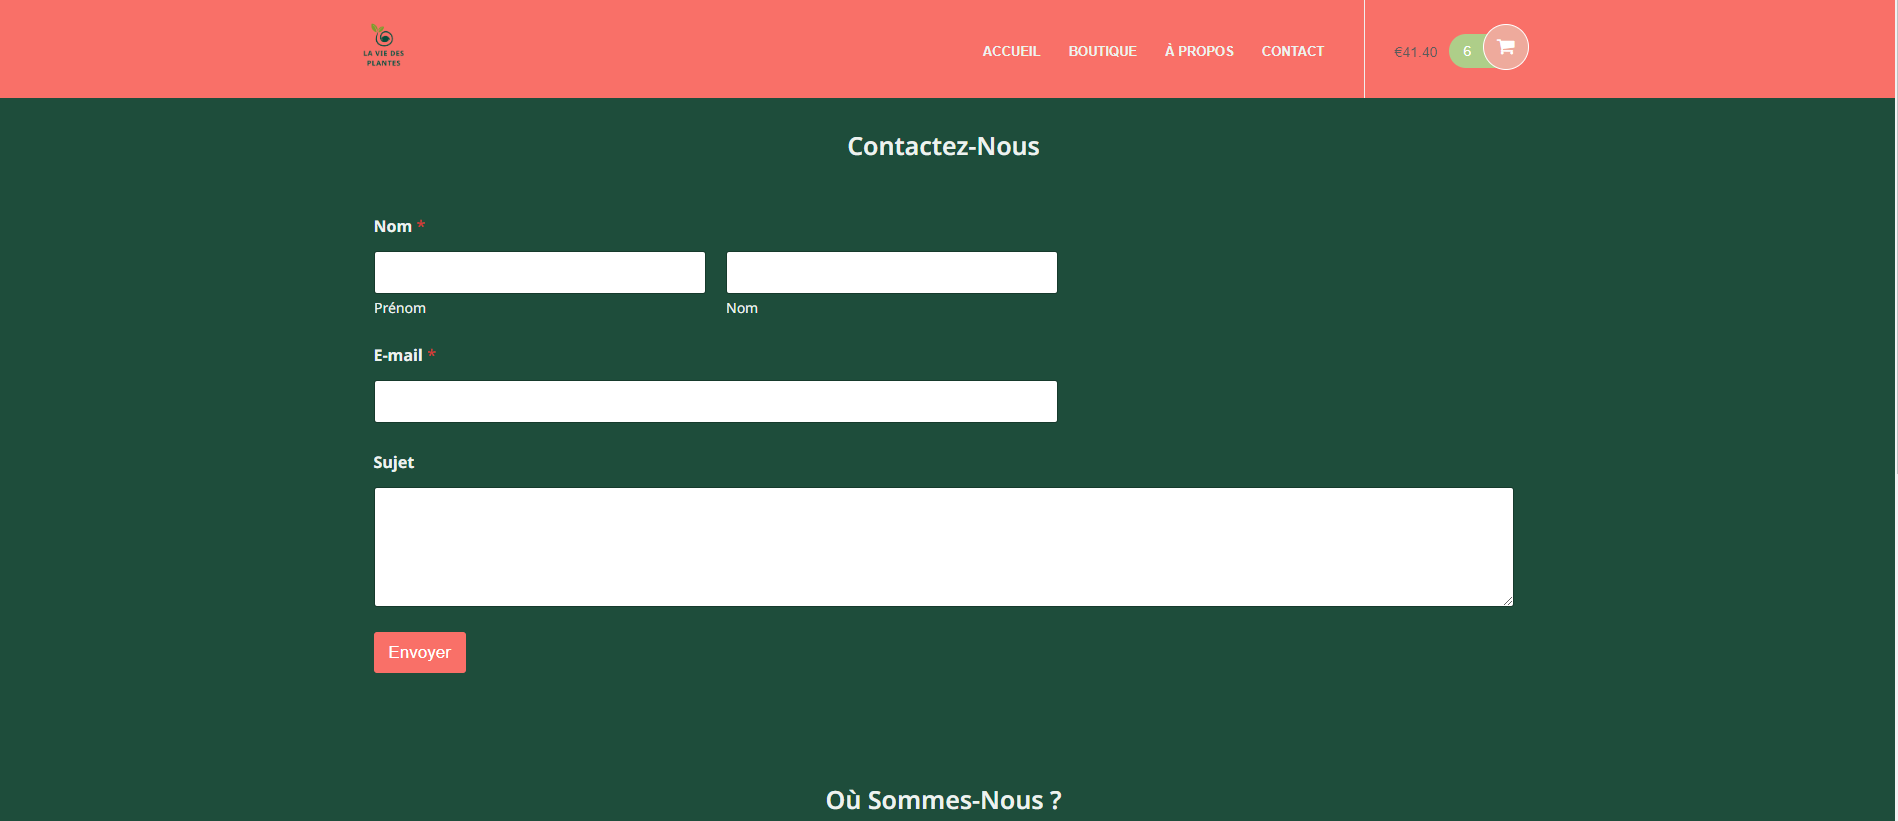 LA VIE DES
PLANTES
ACCUEIL
BOUTIQUE
À PROPOS
CONTACT
€41.40
6
Contactez-Nous
Nom *
Prénom
Nom
E-mail *
Sujet
Envoyer
Où Sommes-Nous ?